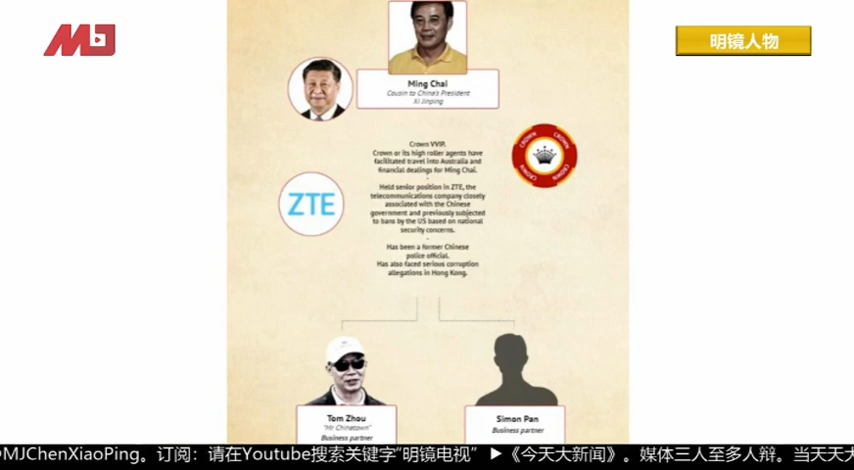 MJ
明镜人物
Ming Chai
Cousin to China's President
Xi Jinping
Crown VVIP.
Crown or its high roller agents have
facilitated travel into Australia and
financial dealings for Ming Chai.
-
Held senior position in ZTE, the
telecommunications company closely
associated with the Chinese
government and previously subjected
to bans by the US based on national
security concerns.
-
Has been a former Chinese
police official.
Has also faced serious corruption
allegations in Hong Kong.
CROWN CROWN
CROWN CROWN
ZTE
Tom Zhou
"Mr Chinatown"
Business partner
Simon Pan
Business partner
@MJChenXiaoPing。订阅：请在Youtube搜索关键字“明镜电视” ▶《今天大新闻》。媒体三人至多人辩。当天天大